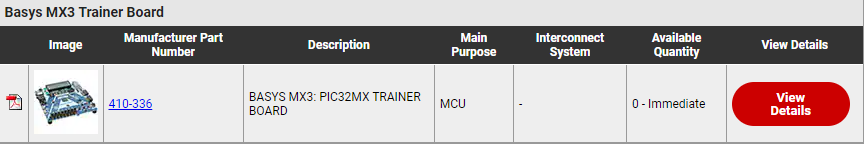 Basys MX3 Trainer Board
Image
Manufacturer Part
Number
Description
Main
Purpose
Interconnect
System
Available
Quantity
View Details
410-336
BASYS MX3: PIC32MX TRAINER
BOARD
MCU
-
0 - Immediate
View
Details